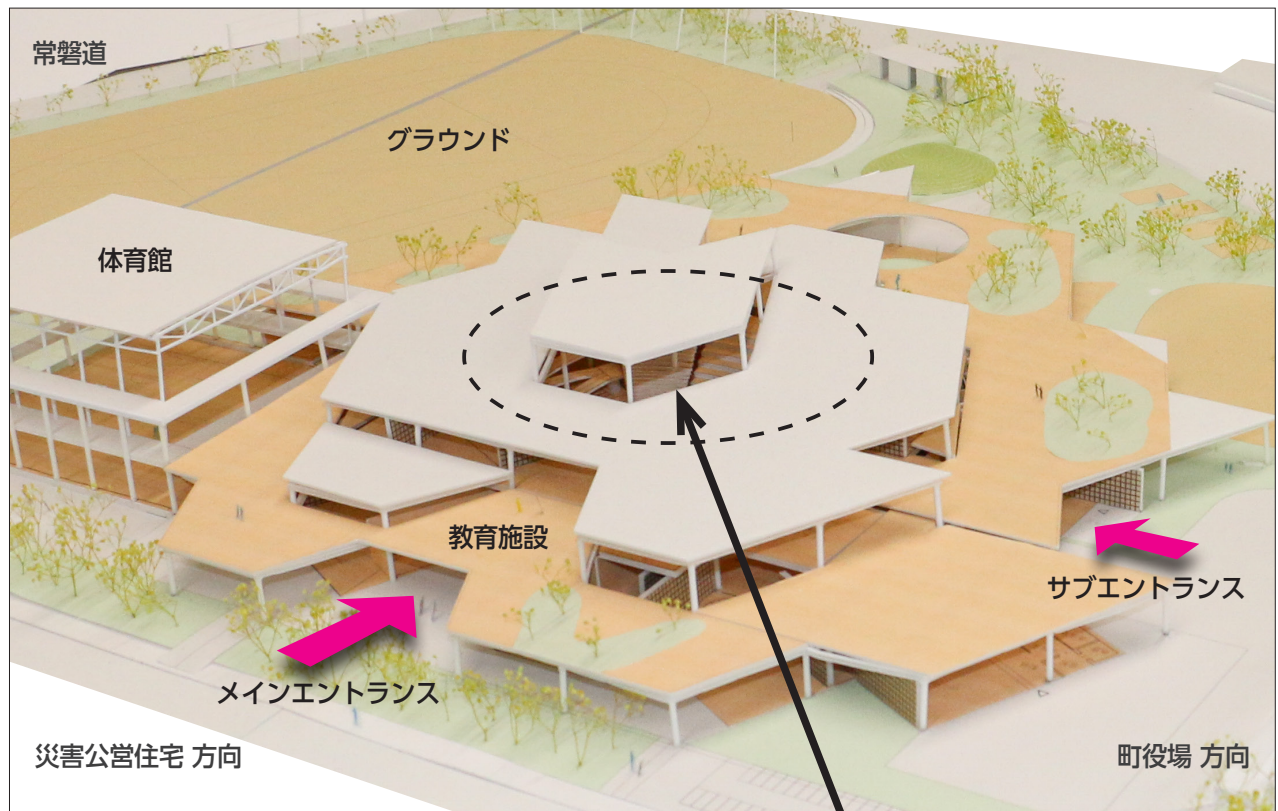 常磐道
グラウンド
体育館
教育施設
サブエントランス
メインエントランス
災害公営住宅 方向
町役場 方向